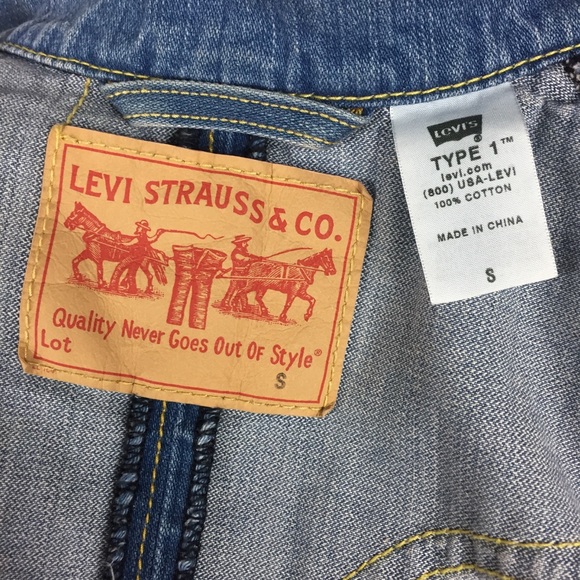 LEVI STRAUSS & CO.
Quality Never Goes Out Of Style®
Lot
S
Levi's®
TYPE 1™
levi.com
(800) USA-LEVI
100% COTTON
MADE IN CHINA
S